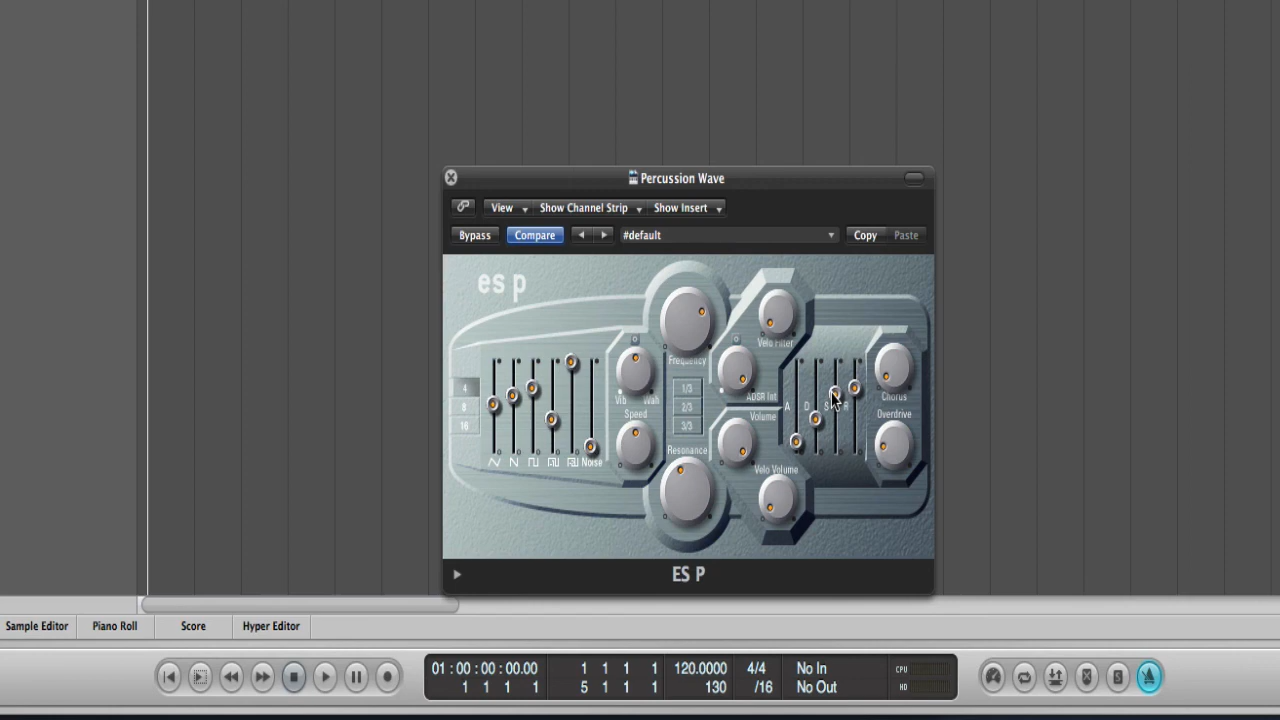 Percussion Wave
View Show Channel Strip Show Insert
Bypass Compare #default Copy Paste
es p
Velo Filter
Frequency
4
8
16
1/3
2/3
3/3
Vib Wah
ADSR Int
A D S R
Chorus
Speed
Volume
Overdrive
Resonance
Noise
Velo Volume
ES P
Sample Editor Piano Roll Score Hyper Editor
01 : 00 : 00 : 00.00 1 1 1 1 120.0000 4/4 No In CPU
1 1 1 1 5 1 1 1 130 /16 No Out HD